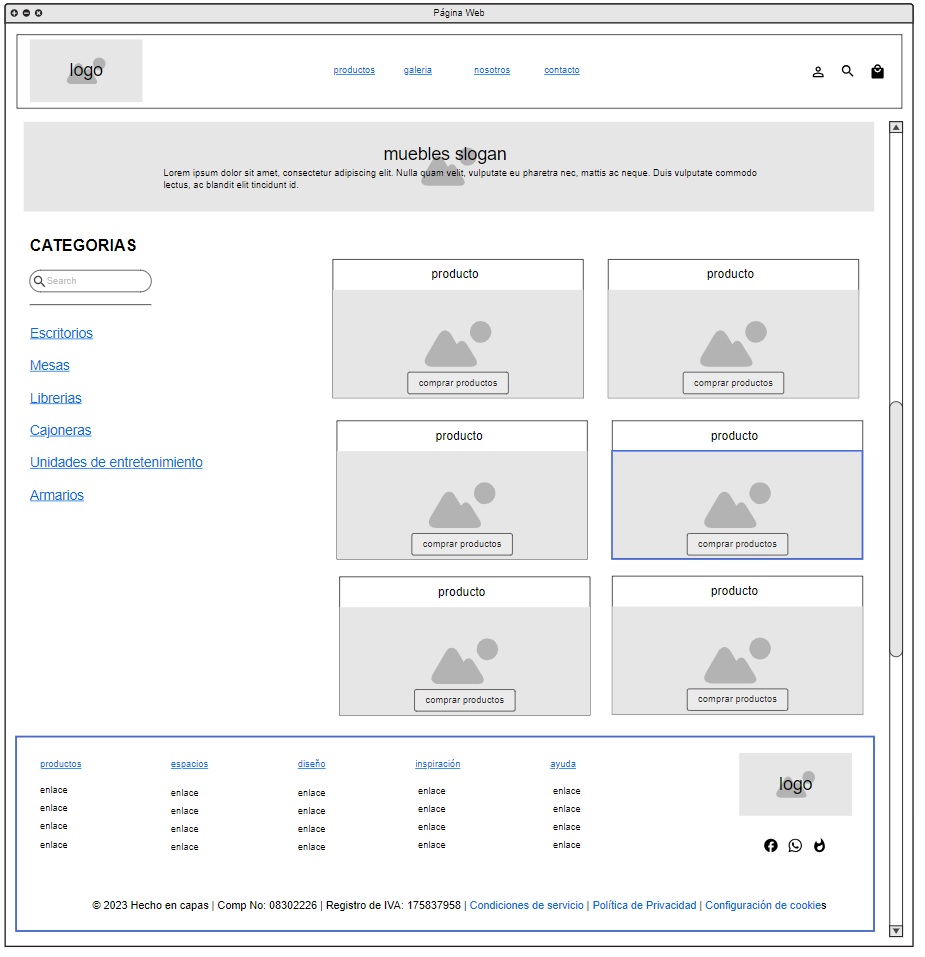 Página Web
logo
productos galeria nosotros contacto
muebles slogan
Lorem ipsum dolor sit amet, consectetur adipiscing elit. Nulla quam velit, vulputate eu pharetra nec, mattis ac neque. Duis vulputate commodo
lectus, ac blandit elit tincidunt id.
CATEGORIAS
Search
Escritorios
Mesas
Librerias
Cajoneras
Unidades de entretenimiento
Armarios
producto producto
comprar productos comprar productos
producto producto
comprar productos comprar productos
producto producto
comprar productos comprar productos
productos espacios diseño inspiración ayuda
enlace enlace enlace enlace enlace
enlace enlace enlace enlace enlace
enlace enlace enlace enlace enlace
enlace enlace enlace enlace enlace
logo
© 2023 Hecho en capas | Comp No: 08302226 | Registro de IVA: 175837958 | Condiciones de servicio | Política de Privacidad | Configuración de cookies